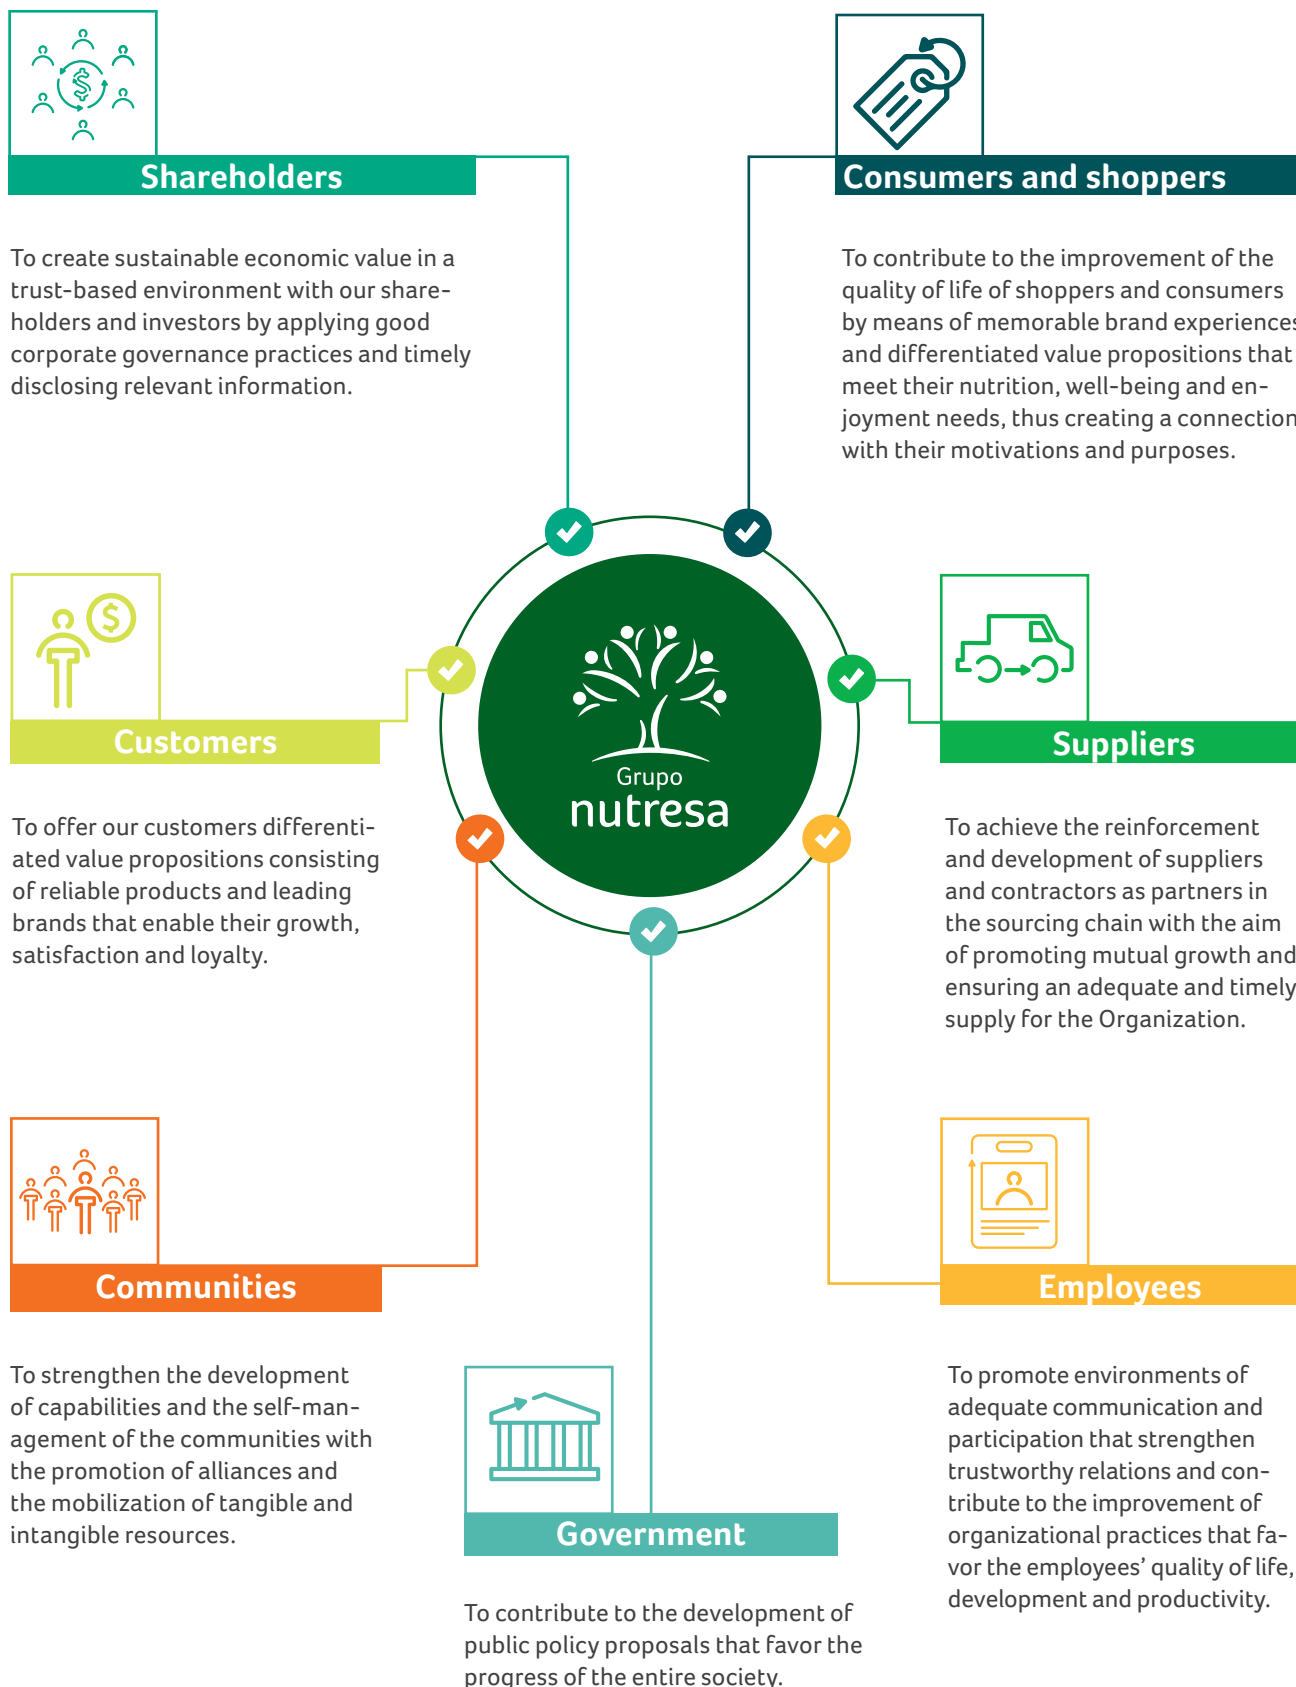 Shareholders
To create sustainable economic value in a
trust-based environment with our share-
holders and investors by applying good
corporate governance practices and timely
disclosing relevant information.
Consumers and shoppers
To contribute to the improvement of the
quality of life of shoppers and consumers
by means of memorable brand experiences
and differentiated value propositions that
meet their nutrition, well-being and en-
joyment needs, thus creating a connection
with their motivations and purposes.
$
Customers
To offer our customers differenti-
ated value propositions consisting
of reliable products and leading
brands that enable their growth,
satisfaction and loyalty.
Grupo
nutresa
Suppliers
To achieve the reinforcement
and development of suppliers
and contractors as partners in
the sourcing chain with the aim
of promoting mutual growth and
ensuring an adequate and timely
supply for the Organization.
Communities
To strengthen the development
of capabilities and the self-man-
agement of the communities with
the promotion of alliances and
the mobilization of tangible and
intangible resources.
Government
To contribute to the development of
public policy proposals that favor the
progress of the entire society.
Employees
To promote environments of
adequate communication and
participation that strengthen
trustworthy relations and con-
tribute to the improvement of
organizational practices that fa-
vor the employees’ quality of life,
development and productivity.